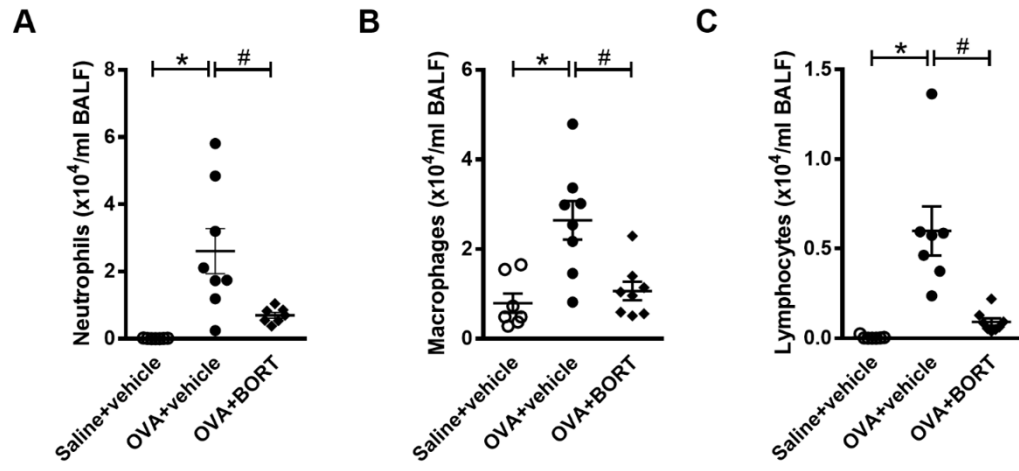 A
Neutrophils (x10⁴/ml BALF)
8
6
4
2
0
*
#
Saline+vehicle
OVA+vehicle
OVA+BORT
B
Macrophages (x10⁴/ml BALF)
6
4
2
0
*
#
Saline+vehicle
OVA+vehicle
OVA+BORT
C
Lymphocytes (x10⁴/ml BALF)
1.5
1.0
0.5
0.0
*
#
Saline+vehicle
OVA+vehicle
OVA+BORT